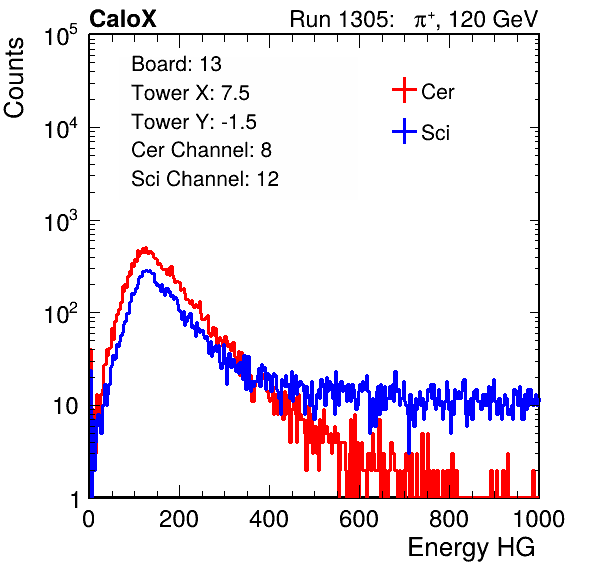 CaloX Run 1305: π⁺, 120 GeV
Counts
10⁵
10⁴
10³
10²
10
1
Board: 13
Tower X: 7.5
Tower Y: -1.5
Cer Channel: 8
Sci Channel: 12
Cer
Sci
0 200 400 600 800 1000
Energy HG